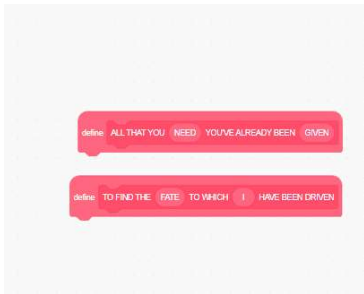 define ALL THAT YOU NEED YOU'VE ALREADY BEEN GIVEN
define TO FIND THE FATE TO WHICH I HAVE BEEN DRIVEN